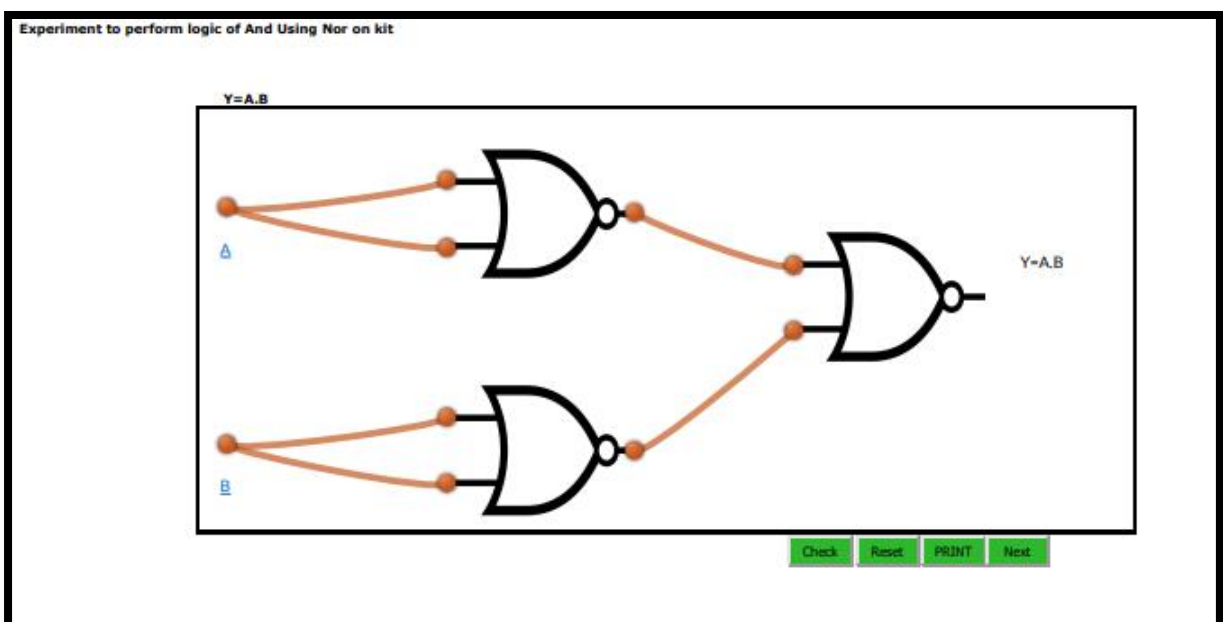 Experiment to perform logic of And Using Nor on kit
Y=A.B
A
Y=A.B
B
Check Reset PRINT Next